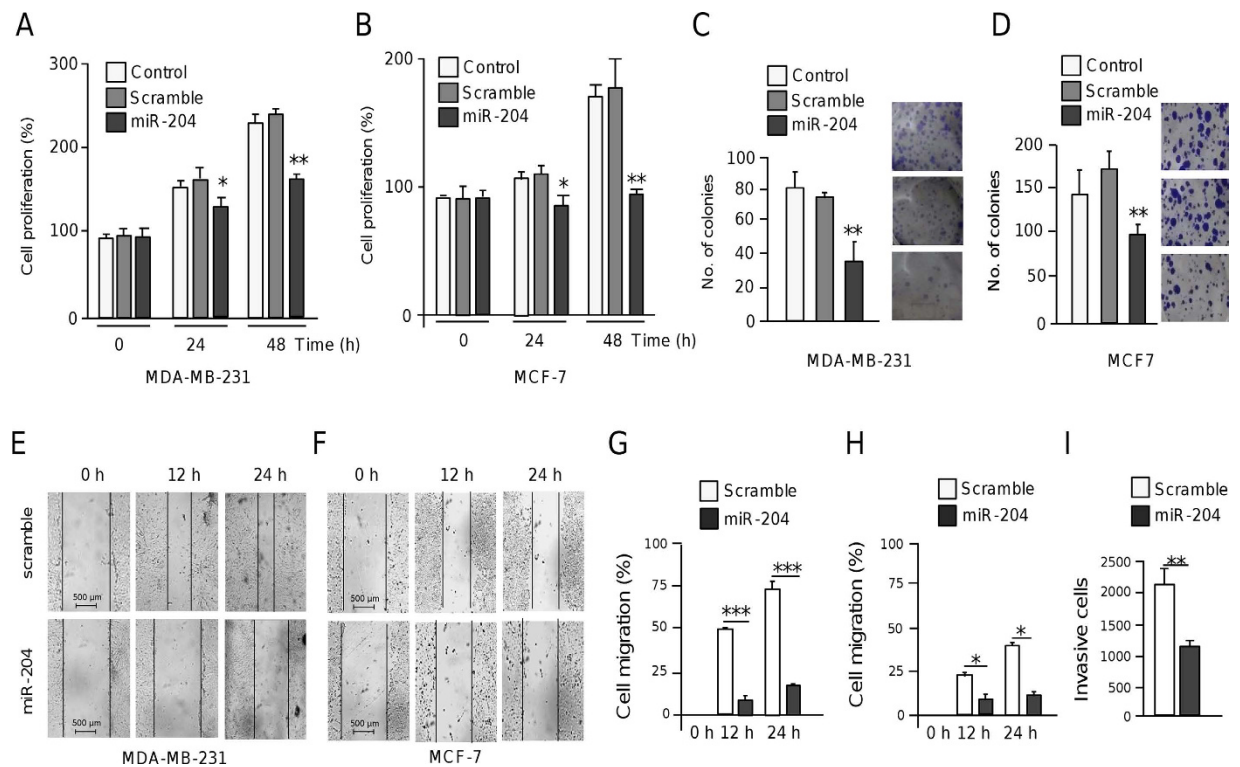 A
300
200
150
100
0
Cell proliferation (%)
Control
Scramble
miR-204
*
**
0 24 48 Time (h)
MDA-MB-231
B
200
100
0
Cell proliferation (%)
Control
Scramble
miR-204
*
**
0 24 48 Time (h)
MCF-7
C
Control
Scramble
miR-204
80
60
80
40
20
0
No. of colonies
**
MDA-MB-231
D
Control
Scramble
miR-204
200
150
100
150
0
No. of colonies
**
MCF7
E
0 h 12 h 24 h
scramble
500 µm
miR-204
500 µm
MDA-MB-231
F
0 h 12 h 24 h
500 µm
500 µm
MCF-7
G
Scramble
miR-204
100
75
50
25
0
Cell migration (%)
***
***
0 h 12 h 24 h
H
Scramble
miR-204
100
75
50
25
0
Cell migration (%)
*
*
0 h 12 h 24 h
I
Scramble
miR-204
2500
2000
1500
1000
500
0
Invasive cells
**